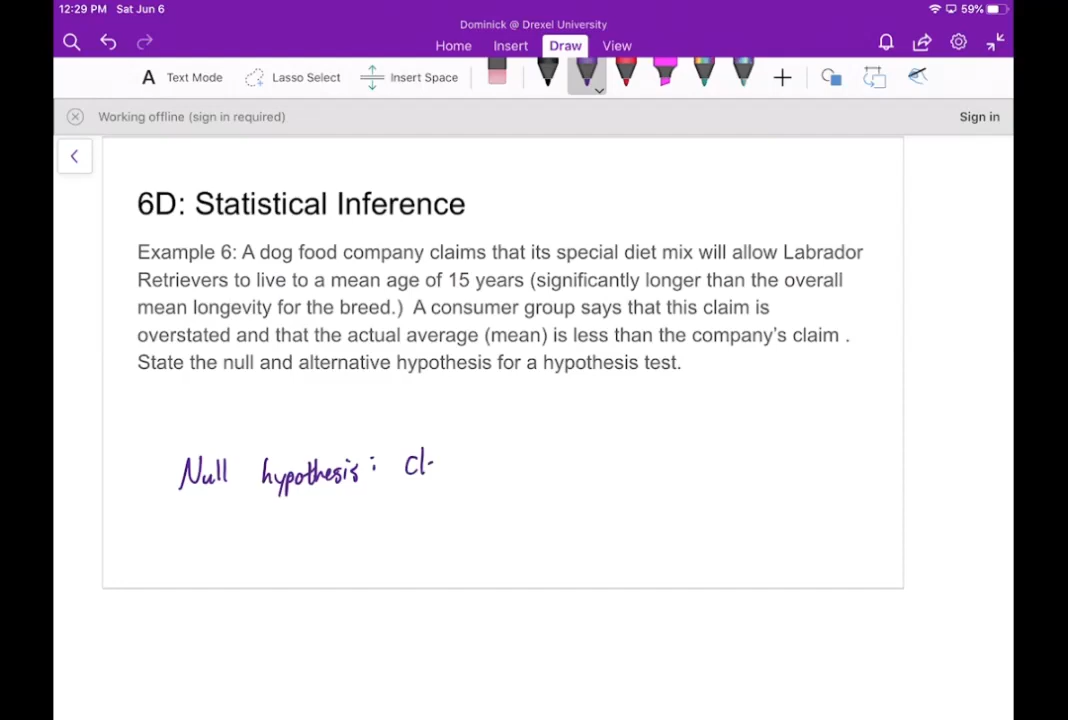 12:29 PM Sat Jun 6 59%
Dominick @ Drexel University
Home Insert Draw View
A Text Mode Lasso Select Insert Space
Working offline (sign in required) Sign in
6D: Statistical Inference
Example 6: A dog food company claims that its special diet mix will allow Labrador
Retrievers to live to a mean age of 15 years (significantly longer than the overall
mean longevity for the breed.) A consumer group says that this claim is
overstated and that the actual average (mean) is less than the company's claim .
State the null and alternative hypothesis for a hypothesis test.
Null hypothesis: